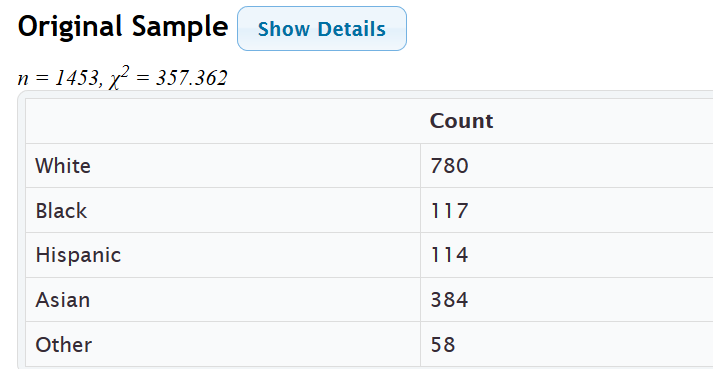 Original Sample Show Details
n = 1453, χ² = 357.362
Count
White 780
Black 117
Hispanic 114
Asian 384
Other 58